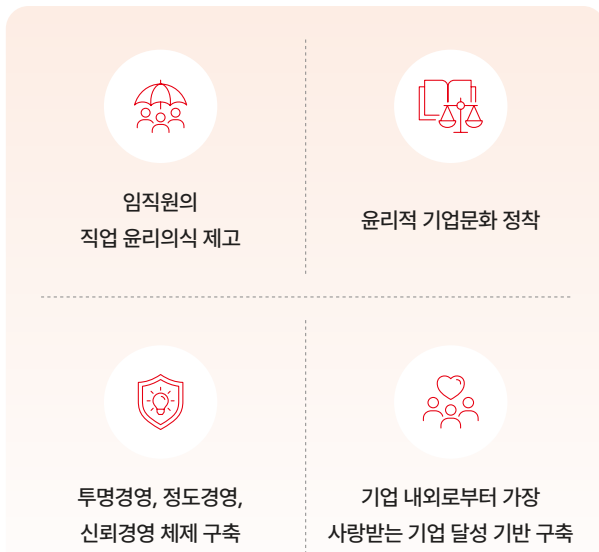 임직원의
직업 윤리의식 제고
윤리적 기업문화 정착
투명경영, 정도경영,
신뢰경영 체제 구축
기업 내외로부터 가장
사랑받는 기업 달성 기반 구축